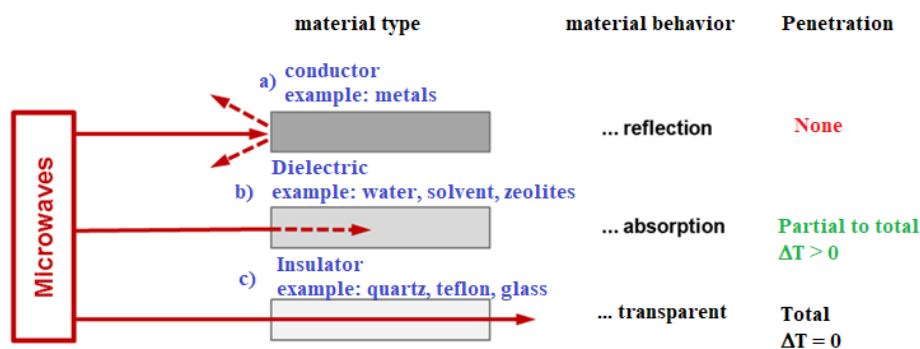 material type material behavior Penetration
a) conductor
example: metals
... reflection None
Dielectric
b) example: water, solvent, zeolites
... absorption Partial to total
ΔT > 0
Insulator
c) example: quartz, teflon, glass
... transparent Total
ΔT = 0
Microwaves